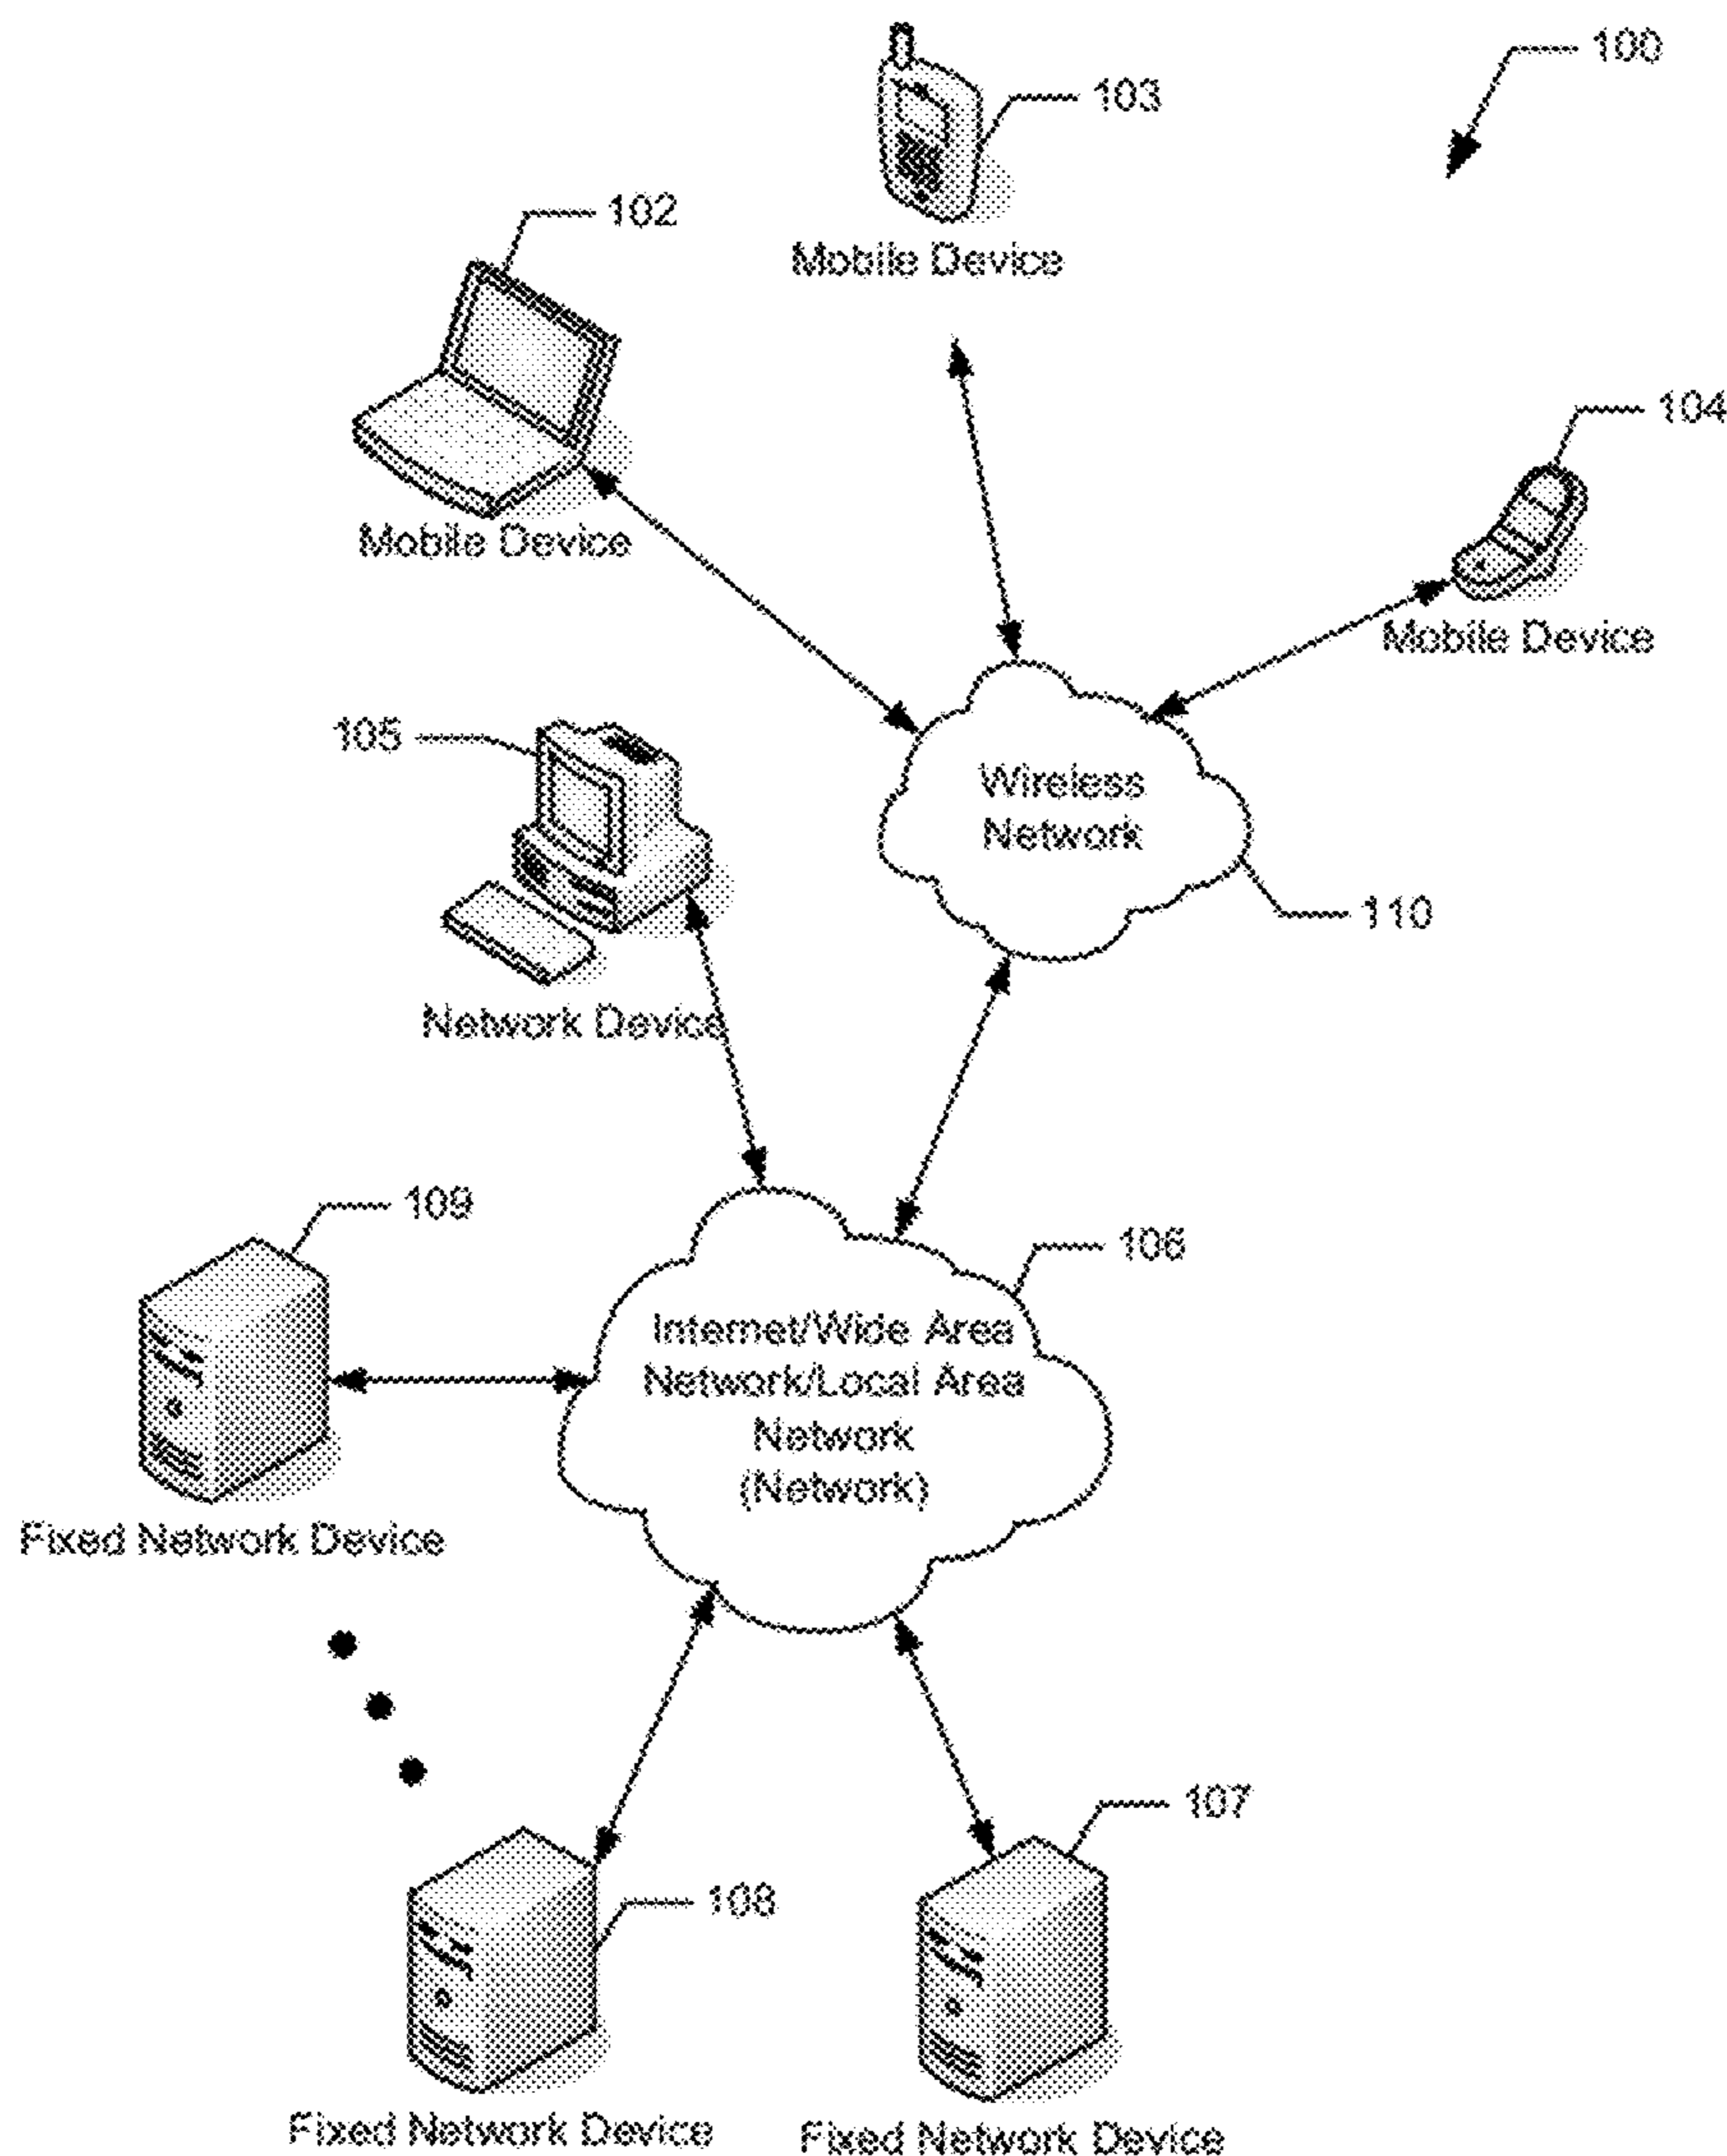 100
103
Mobile Device
102
Mobile Device
104
Mobile Device
105
Network Device
Wireless
Network
110
109
Fixed Network Device
106
Internet/Wide Area
Network/Local Area
Network
(Network)
107
Fixed Network Device
108
Fixed Network Device